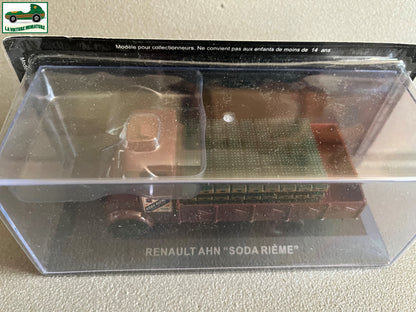 LA VOITURE MINIATURE
Modèle pour collectionneurs. Ne convient pas aux enfants de moins de 14 ans
RENAULT AHN "SODA RIÈME"